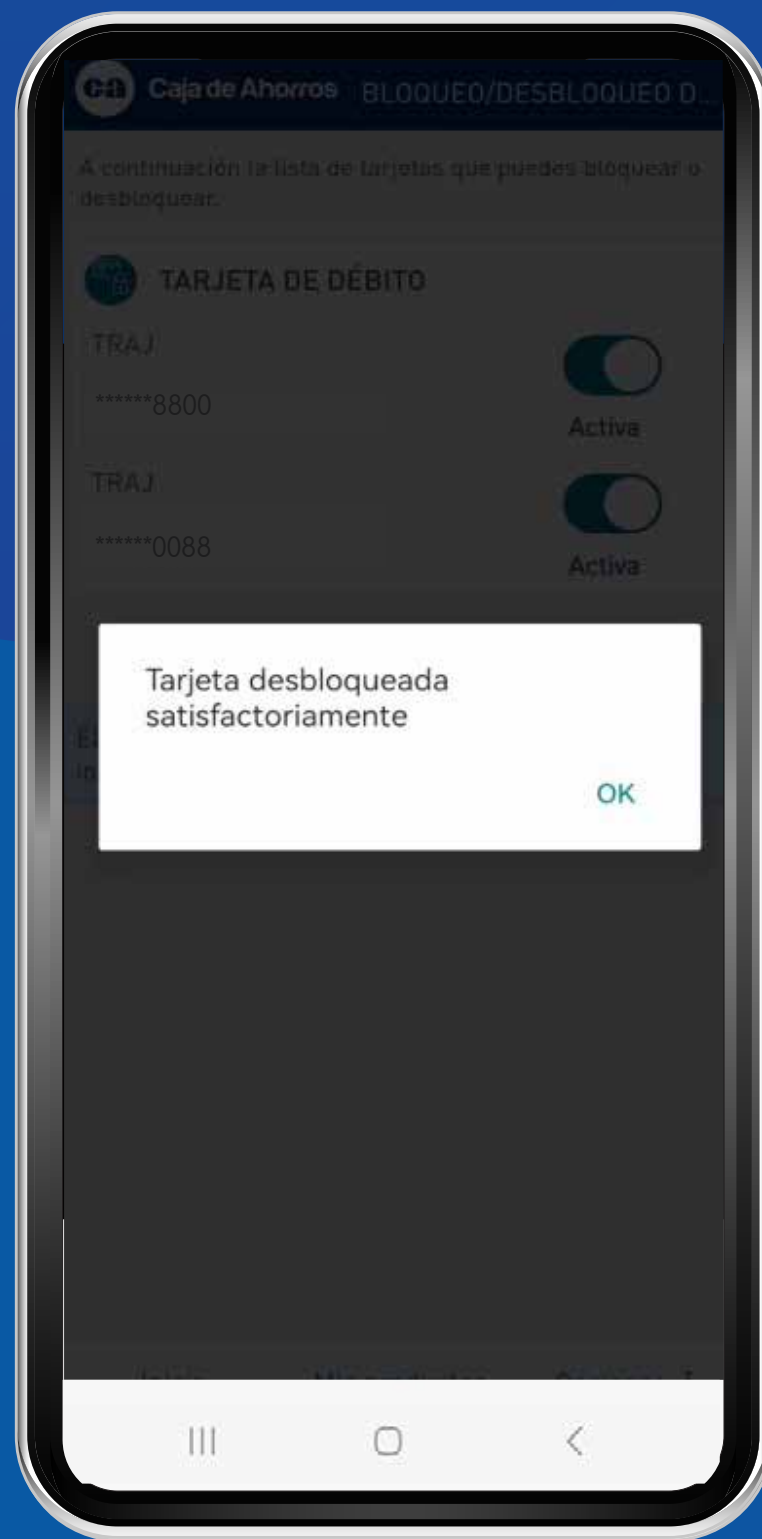 ca Caja de Ahorros BLOQUEO/DESBLOQUEO D...
A continuación la lista de tarjetas que puedes bloquear o
desbloquear.
TARJETA DE DÉBITO
TRAJ
******8800
Activa
TRAJ
******0088
Activa
Tarjeta desbloqueada
satisfactoriamente
OK